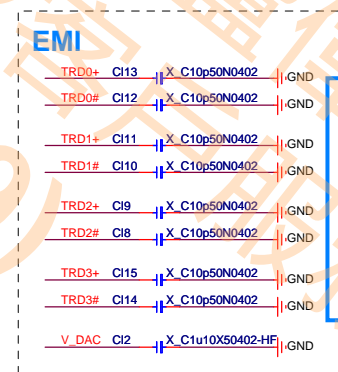 EMI
TRD0+ CI13 X_C10p50N0402 GND
TRD0# CI12 X_C10p50N0402 GND
TRD1+ CI11 X_C10p50N0402 GND
TRD1# CI10 X_C10p50N0402 GND
TRD2+ CI9 X_C10p50N0402 GND
TRD2# CI8 X_C10p50N0402 GND
TRD3+ CI15 X_C10p50N0402 GND
TRD3# CI14 X_C10p50N0402 GND
V_DAC CI2 X_C1u10X50402-HF GND